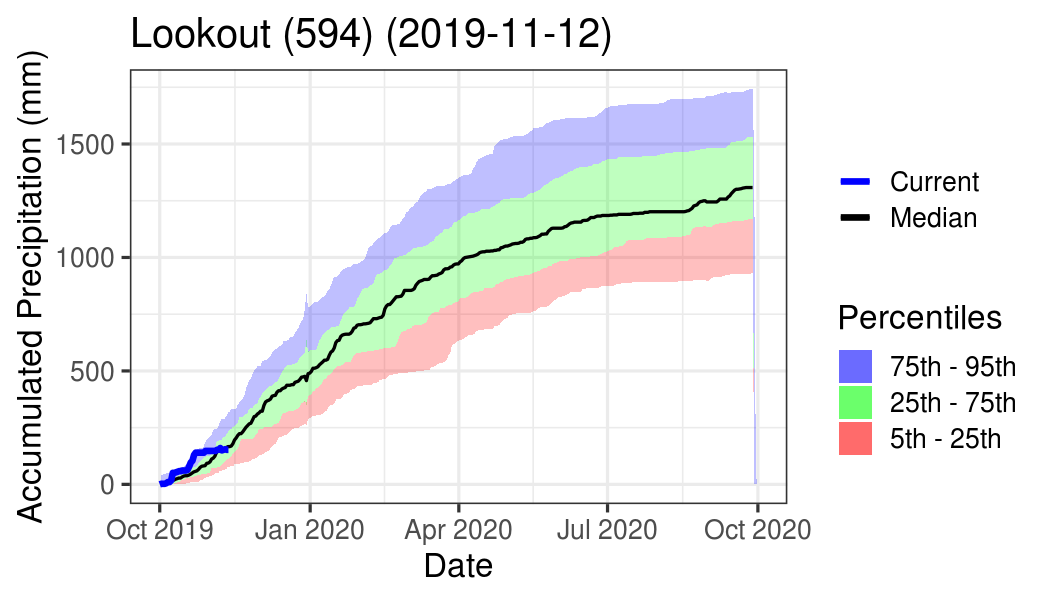 Lookout (594) (2019-11-12)
Accumulated Precipitation (mm)
1500
1000
500
0
Oct 2019
Jan 2020
Apr 2020
Jul 2020
Oct 2020
Date
Current
Median
Percentiles
75th - 95th
25th - 75th
5th - 25th